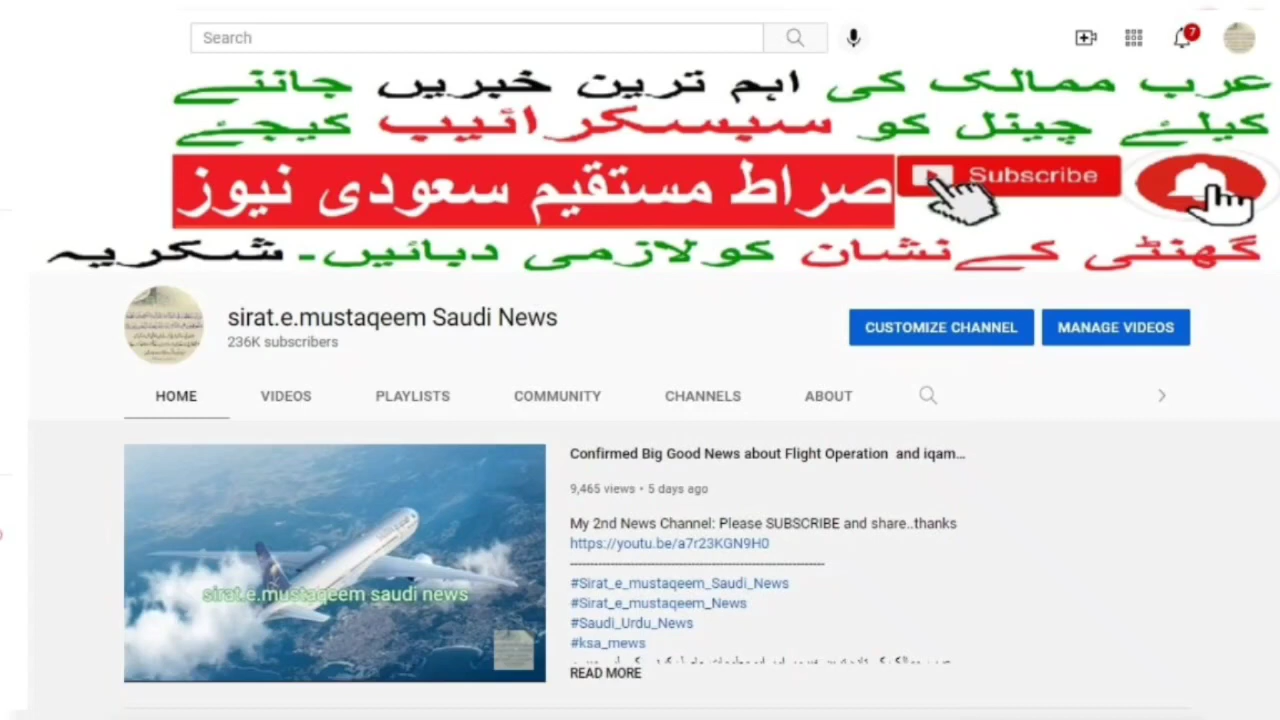 Search
7
عرب ممالک کی اہم ترین خبریں جاننے
کیلئے چینل کو سبسکرائیب کیجئے
صراط مستقیم سعودی نیوز
Subscribe
گھنٹی کے نشان کو لازمی دبائیں۔ شکریہ
sirat.e.mustaqeem Saudi News
236K subscribers
CUSTOMIZE CHANNEL
MANAGE VIDEOS
HOME VIDEOS PLAYLISTS COMMUNITY CHANNELS ABOUT
Confirmed Big Good News about Flight Operation and iqam...
9,465 views • 5 days ago
My 2nd News Channel: Please SUBSCRIBE and share..thanks
https://youtu.be/a7r23KGN9H0
---------------------------------------------------------------
#Sirat_e_mustaqeem_Saudi_News
#Sirat_e_mustaqeem_News
#Saudi_Urdu_News
#ksa_mews
READ MORE
sirat.e.mustaqeem saudi news